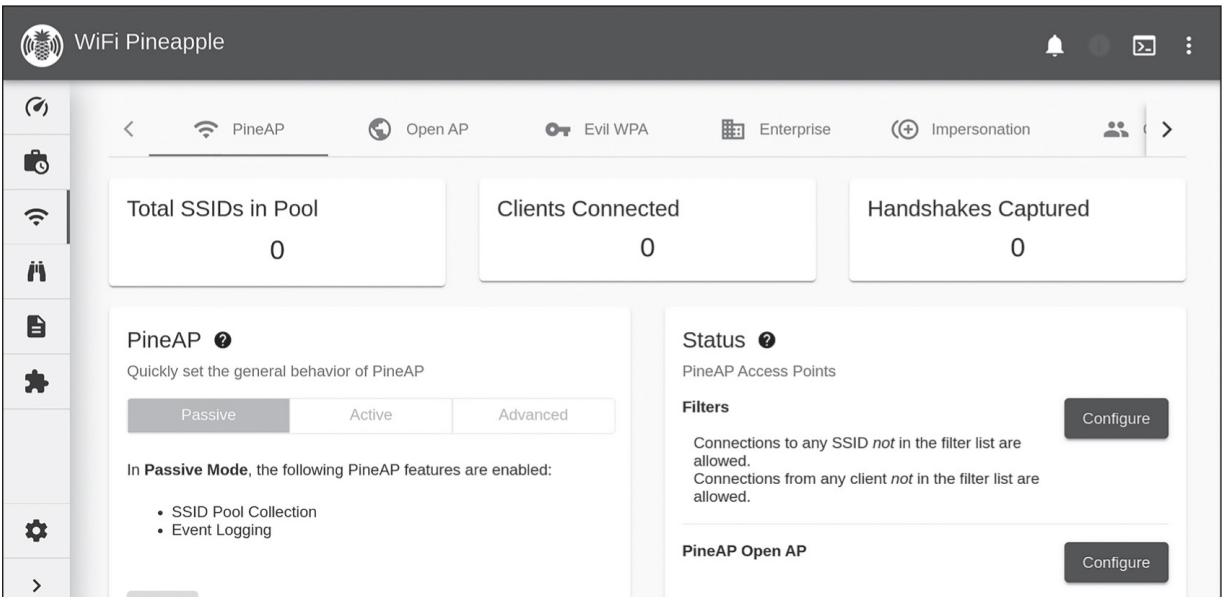 WiFi Pineapple
PineAP
Open AP
Evil WPA
Enterprise
Impersonation
Total SSIDs in Pool
0
Clients Connected
0
Handshakes Captured
0
PineAP
Quickly set the general behavior of PineAP
Passive
Active
Advanced
In Passive Mode, the following PineAP features are enabled:
• SSID Pool Collection
• Event Logging
Status
PineAP Access Points
Filters
Configure
Connections to any SSID not in the filter list are
allowed.
Connections from any client not in the filter list are
allowed.
PineAP Open AP
Configure